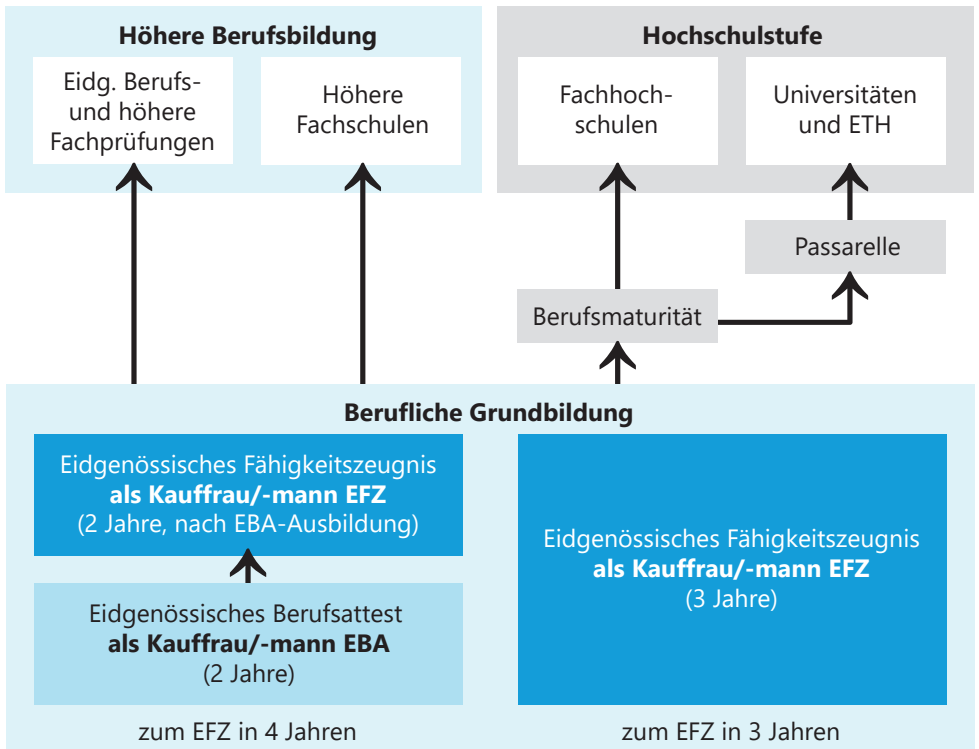 Höhere Berufsbildung
Eidg. Berufs-
und höhere
Fachprüfungen
Höhere
Fachschulen
Hochschulstufe
Fachhoch-
schulen
Universitäten
und ETH
Passarelle
Berufsmaturität
Berufliche Grundbildung
Eidgenössisches Fähigkeitszeugnis
als Kauffrau/-mann EFZ
(2 Jahre, nach EBA-Ausbildung)
Eidgenössisches Berufsattest
als Kauffrau/-mann EBA
(2 Jahre)
zum EFZ in 4 Jahren
Eidgenössisches Fähigkeitszeugnis
als Kauffrau/-mann EFZ
(3 Jahre)
zum EFZ in 3 Jahren